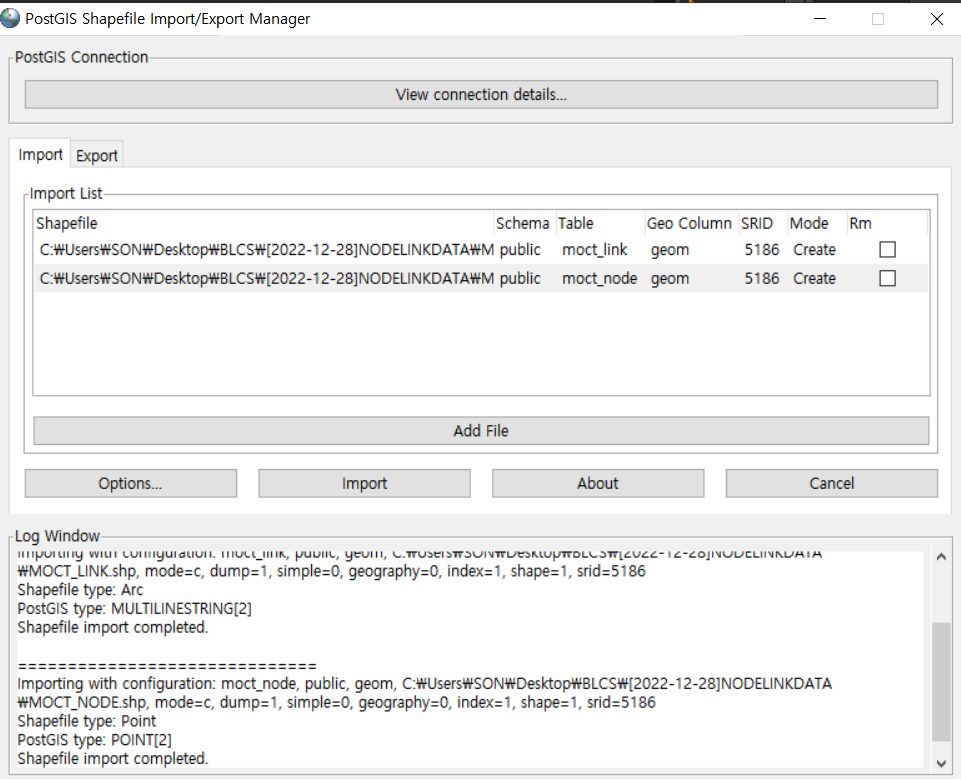 PostGIS Shapefile Import/Export Manager
PostGIS Connection
View connection details...
Import Export
Import List
Shapefile Schema Table Geo Column SRID Mode Rm
C:₩Users₩SON₩Desktop₩BLCS₩[2022-12-28]NODELINKDATA₩M public moct_link geom 5186 Create
C:₩Users₩SON₩Desktop₩BLCS₩[2022-12-28]NODELINKDATA₩M public moct_node geom 5186 Create
Add File
Options... Import About Cancel
Log Window
Importing with configuration: moct_link, public, geom, C:₩Users₩SON₩Desktop₩BLCS₩[2022-12-28]NODELINKDATA
₩MOCT_LINK.shp, mode=c, dump=1, simple=0, geography=0, index=1, shape=1, srid=5186
Shapefile type: Arc
PostGIS type: MULTILINESTRING[2]
Shapefile import completed.
==============================
Importing with configuration: moct_node, public, geom, C:₩Users₩SON₩Desktop₩BLCS₩[2022-12-28]NODELINKDATA
₩MOCT_NODE.shp, mode=c, dump=1, simple=0, geography=0, index=1, shape=1, srid=5186
Shapefile type: Point
PostGIS type: POINT[2]
Shapefile import completed.